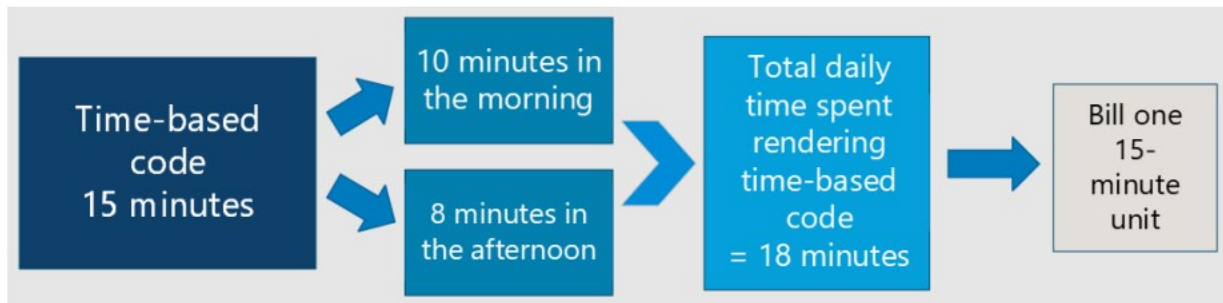 Time-based
code
15 minutes
10 minutes in
the morning
8 minutes in
the afternoon
Total daily
time spent
rendering
time-based
code
= 18 minutes
Bill one
15-
minute
unit